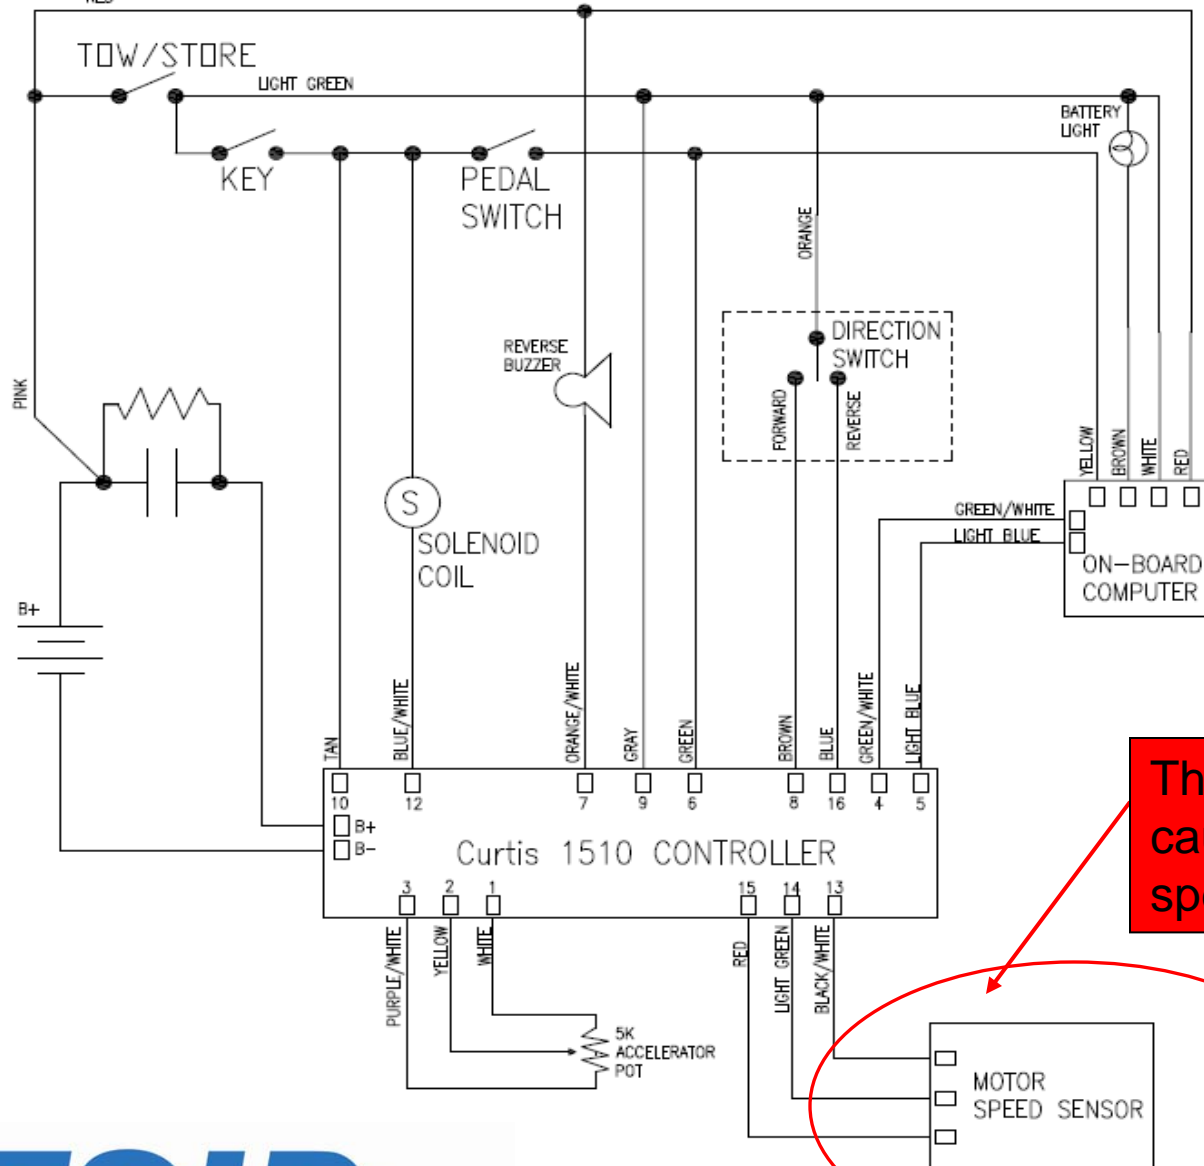 TOW/STORE
LIGHT GREEN
BATTERY
LIGHT
KEY
PEDAL
SWITCH
ORANGE
DIRECTION
SWITCH
REVERSE
BUZZER
PINK
FORWARD
REVERSE
YELLOW
BROWN
WHITE
RED
S
SOLENOID
COIL
GREEN/WHITE
LIGHT BLUE
ON-BOARD
COMPUTER
B+
TAN
BLUE/WHITE
ORANGE/WHITE
GRAY
GREEN
BROWN
BLUE
GREEN/WHITE
LIGHT BLUE
10
12
7
9
6
8
16
4
5
B+
B-
Curtis 1510 CONTROLLER
3
2
1
15
14
13
PURPLE/WHITE
YELLOW
WHITE
RED
LIGHT GREEN
BLACK/WHITE
5K
ACCELERATOR
POT
MOTOR
SPEED SENSOR